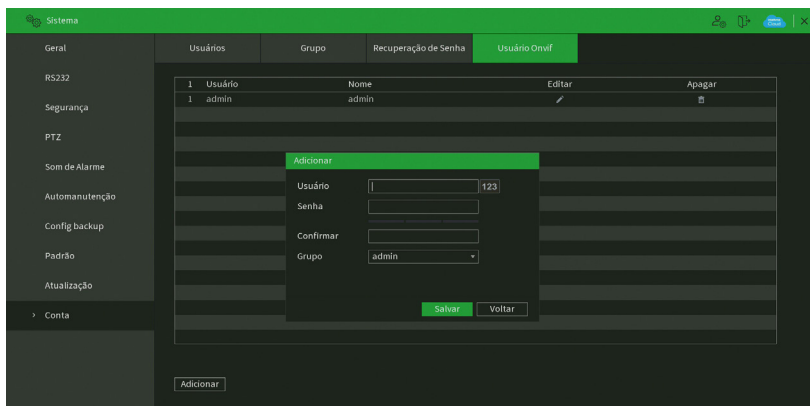 Sistema
Geral
Usuários Grupo Recuperação de Senha Usuário Onvif
RS232
1 Usuário Nome Editar Apagar
1 admin admin
Segurança
PTZ
Som de Alarme
Automanutenção
Config backup
Padrão
Atualização
> Conta
Adicionar
Usuário 123
Senha
Confirmar
Grupo admin
Salvar Voltar
Adicionar